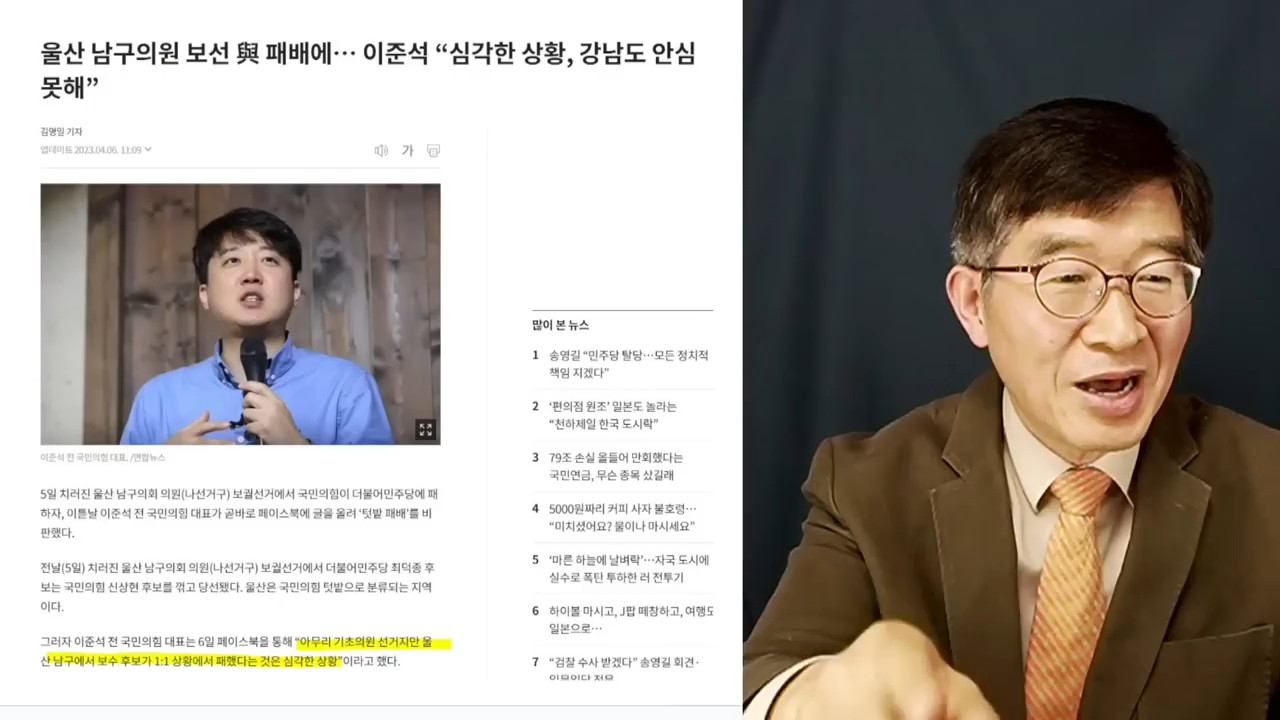 울산 남구의원 보선 與 패배에… 이준석 “심각한 상황, 강남도 안심
못해”
김명일 기자
업데이트 2023.04.06. 11:09
가
이준석 전 국민의힘 대표. /연합뉴스
5일 치러진 울산 남구의회 의원(나선거구) 보궐선거에서 국민의힘이 더불어민주당에 패
하자, 이튿날 이준석 전 국민의힘 대표가 곧바로 페이스북에 글을 올려 ‘텃밭 패배’를 비
판했다.
전날(5일) 치러진 울산 남구의회 의원(나선거구) 보궐선거에서 더불어민주당 최덕종 후
보는 국민의힘 신상현 후보를 꺾고 당선됐다. 울산은 국민의힘 텃밭으로 분류되는 지역
이다.
그러자 이준석 전 국민의힘 대표는 6일 페이스북을 통해 “아무리 기초의원 선거지만 울
산 남구에서 보수 후보가 1:1 상황에서 패했다는 것은 심각한 상황”이라고 했다.
많이 본 뉴스
1 송영길 “민주당 탈당…모든 정치적
책임 지겠다”
2 ‘편의점 원조’ 일본도 놀라는
“천하제일 한국 도시락”
3 79조 손실 올들어 만회했다는
국민연금, 무슨 종목 샀길래
4 5000원짜리 커피 사자 불호령…
“미치셨어요? 물이나 마시세요”
5 ‘마른 하늘에 날벼락’…자국 도시에
실수로 폭탄 투하한 러 전투기
6 하이볼 마시고, J팝 떼창하고, 여행도
일본으로…
7 “검찰 수사 받겠다” 송영길 회견·